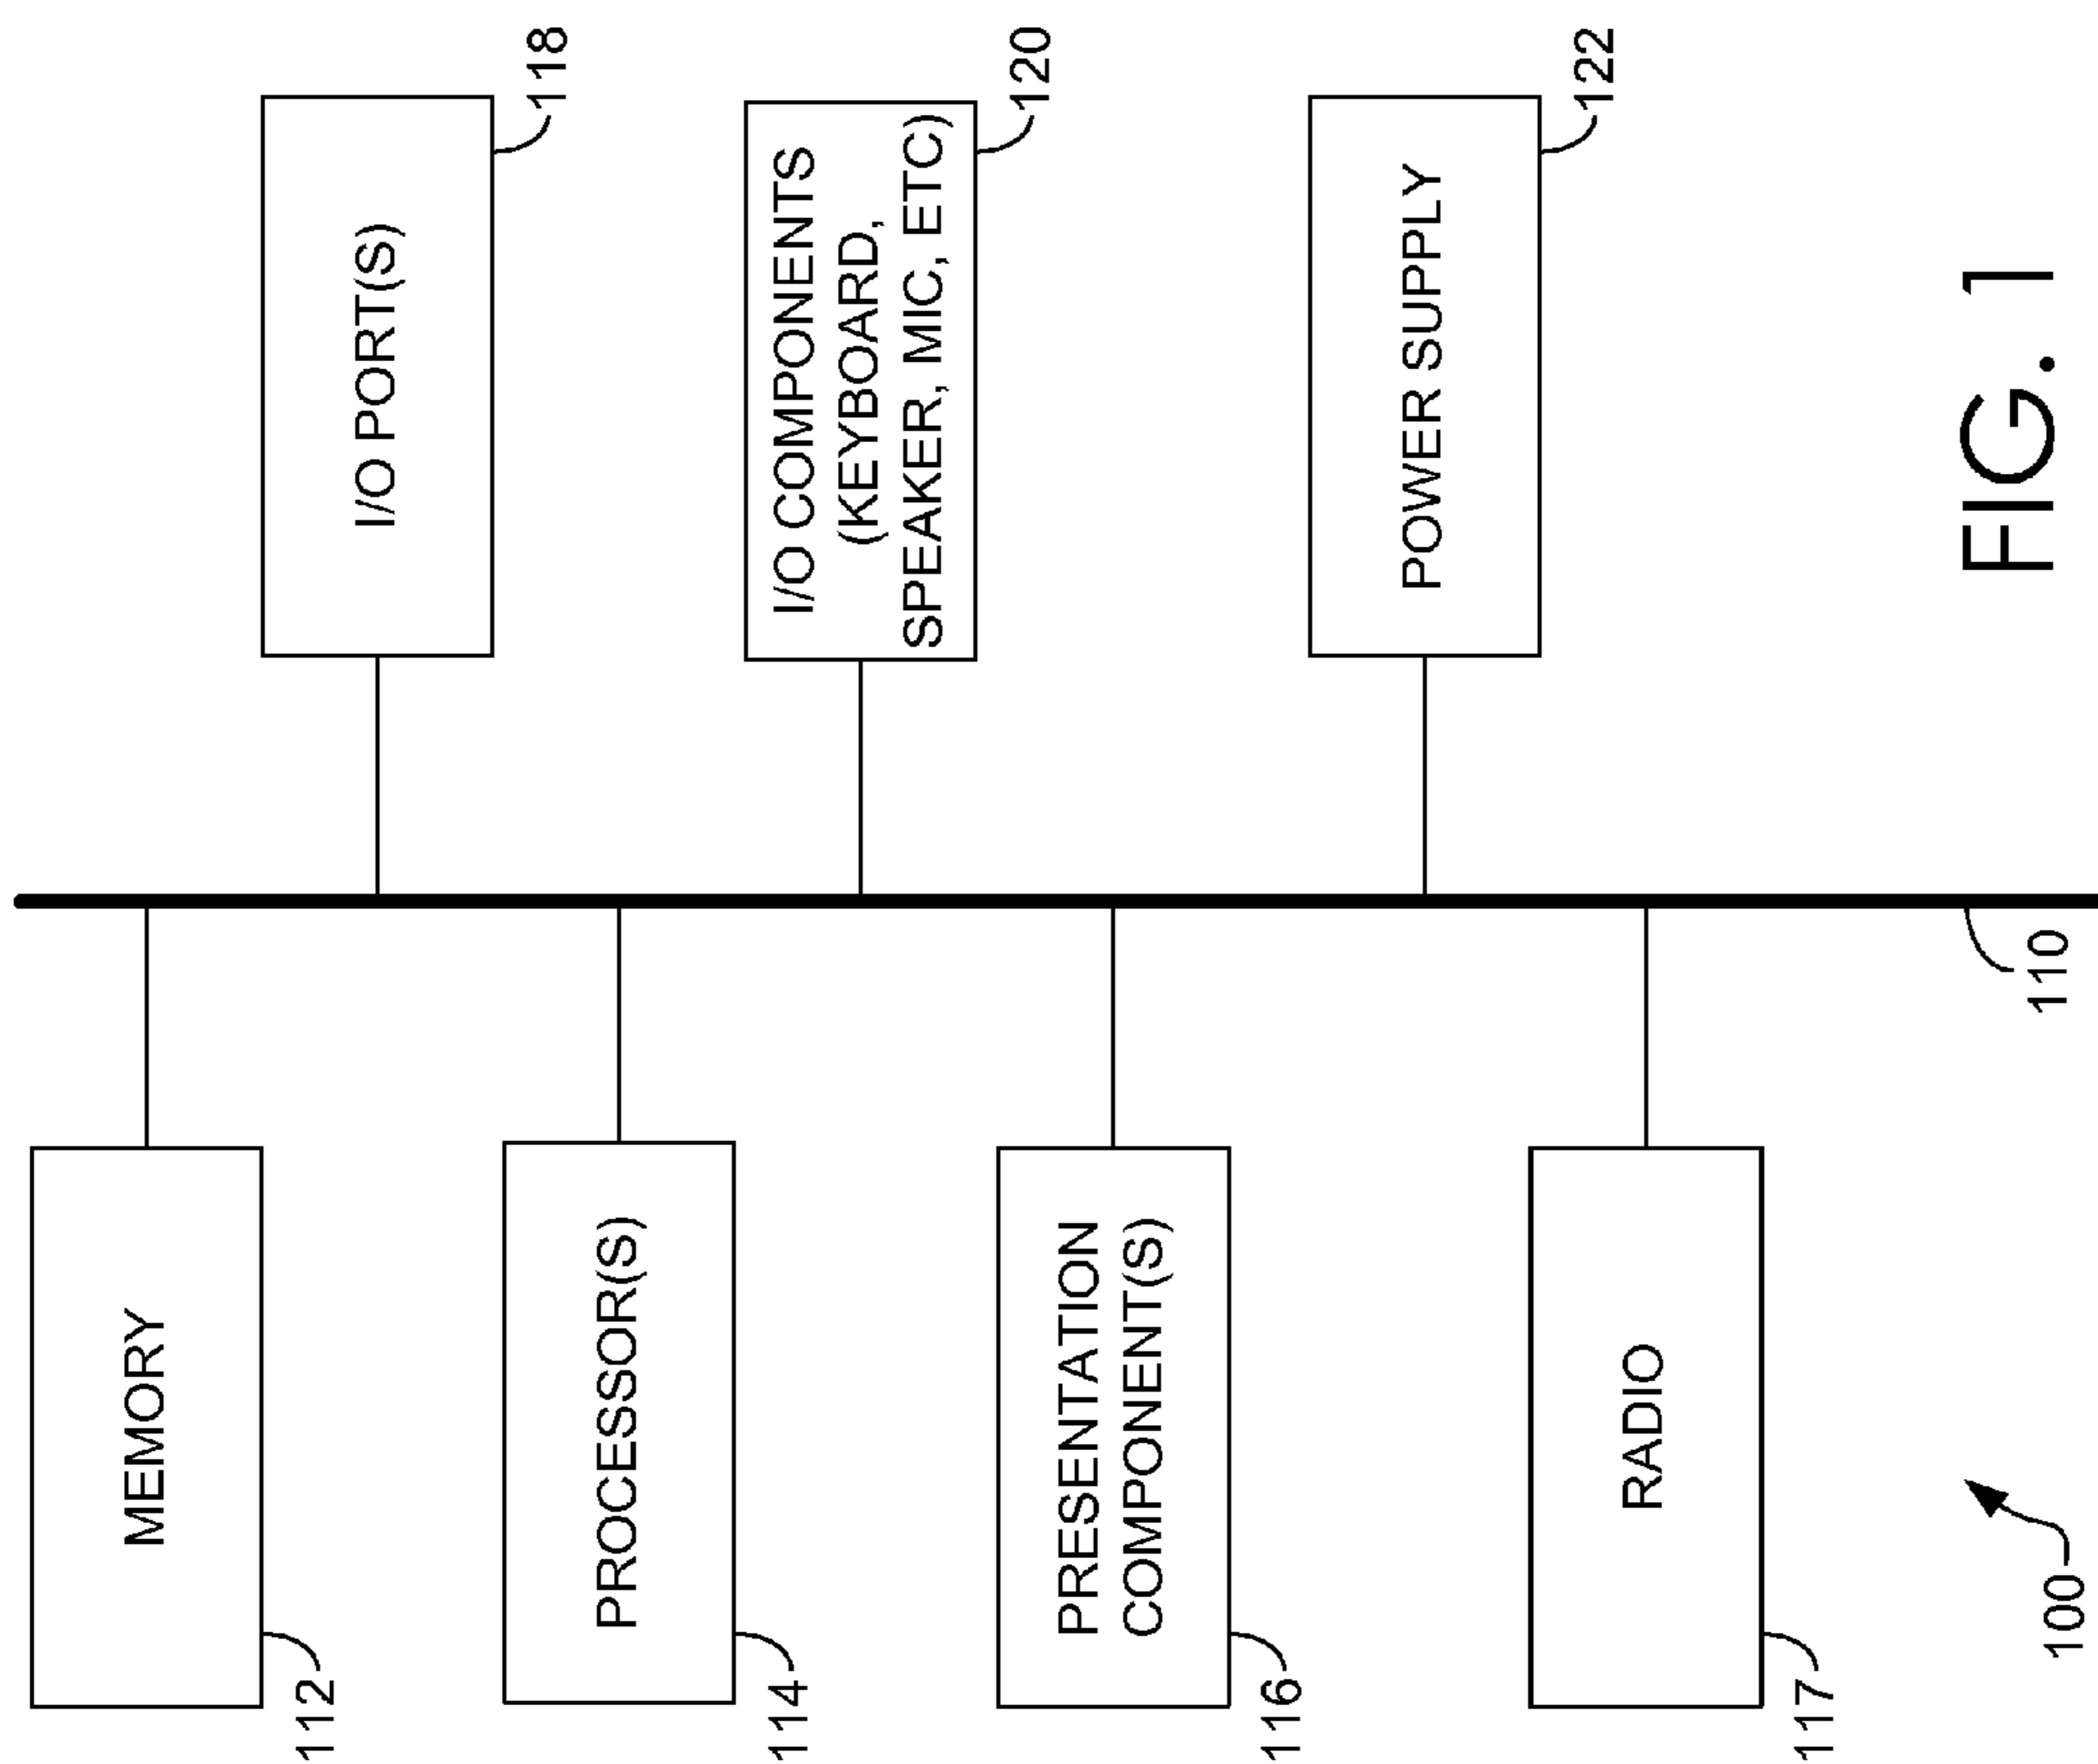 MEMORY
112
I/O PORT(S)
118
PROCESSOR(S)
114
I/O COMPONENTS
(KEYBOARD,
SPEAKER, MIC, ETC)
120
PRESENTATION
COMPONENT(S)
116
POWER SUPPLY
122
RADIO
117
110
100
FIG. 1